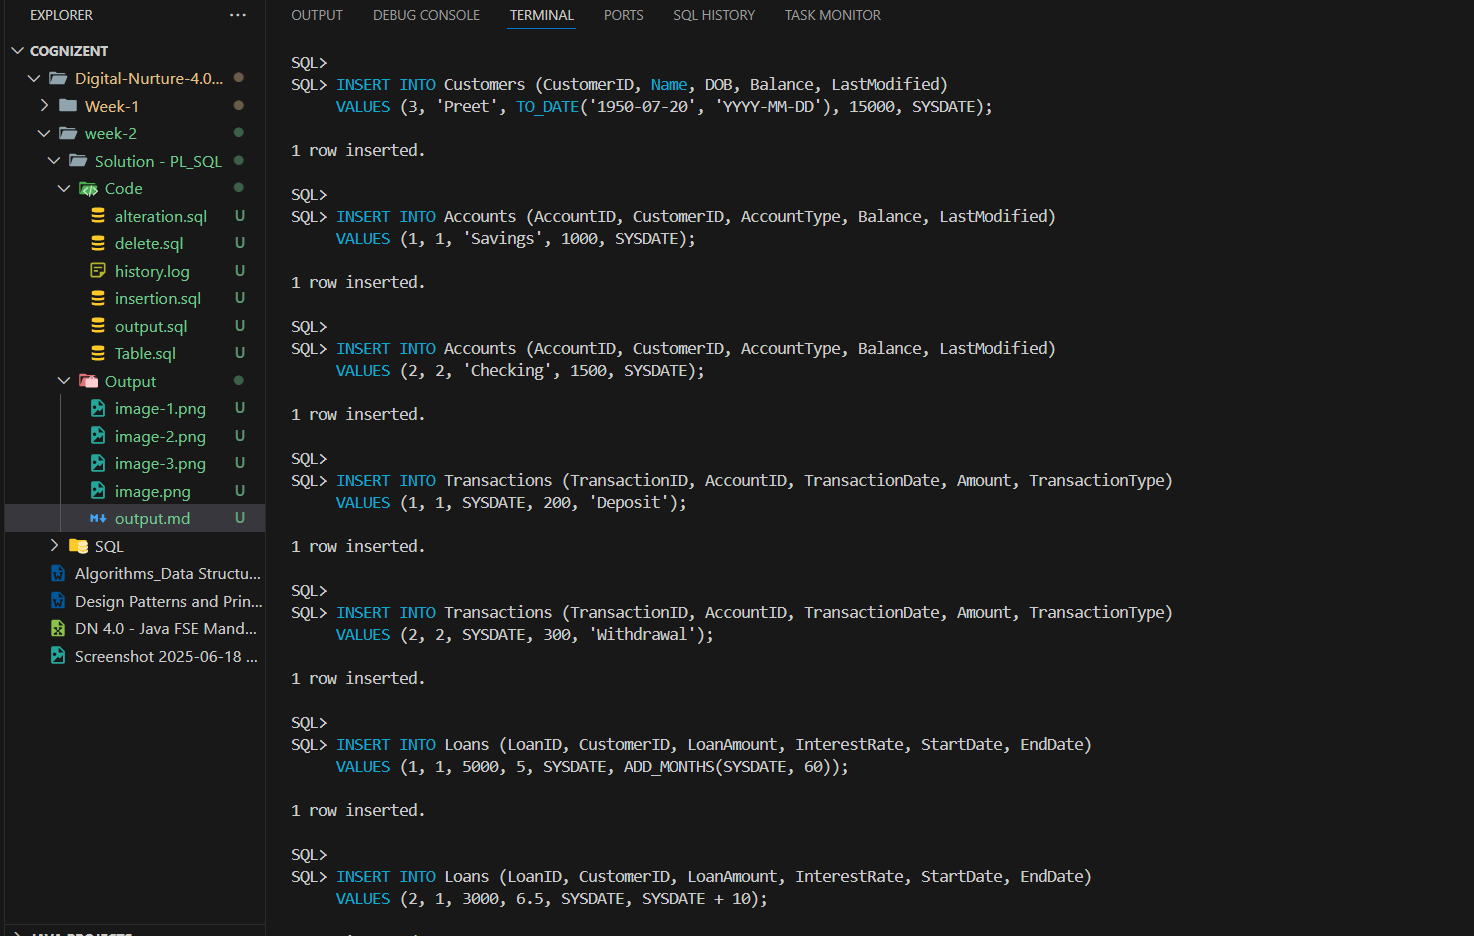 EXPLORER
COGNIZENT
Digital-Nurture-4.0...
Week-1
week-2
Solution - PL_SQL
Code
alteration.sql U
delete.sql U
history.log U
insertion.sql U
output.sql U
Table.sql U
Output
image-1.png U
image-2.png U
image-3.png U
image.png U
output.md U
SQL
Algorithms_Data Structu...
Design Patterns and Prin...
DN 4.0 - Java FSE Mand...
Screenshot 2025-06-18 ...
JAVA PROJECTS
OUTPUT DEBUG CONSOLE TERMINAL PORTS SQL HISTORY TASK MONITOR
SQL>
SQL> INSERT INTO Customers (CustomerID, Name, DOB, Balance, LastModified)
VALUES (3, 'Preet', TO_DATE('1950-07-20', 'YYYY-MM-DD'), 15000, SYSDATE);
1 row inserted.
SQL>
SQL> INSERT INTO Accounts (AccountID, CustomerID, AccountType, Balance, LastModified)
VALUES (1, 1, 'Savings', 1000, SYSDATE);
1 row inserted.
SQL>
SQL> INSERT INTO Accounts (AccountID, CustomerID, AccountType, Balance, LastModified)
VALUES (2, 2, 'Checking', 1500, SYSDATE);
1 row inserted.
SQL>
SQL> INSERT INTO Transactions (TransactionID, AccountID, TransactionDate, Amount, TransactionType)
VALUES (1, 1, SYSDATE, 200, 'Deposit');
1 row inserted.
SQL>
SQL> INSERT INTO Transactions (TransactionID, AccountID, TransactionDate, Amount, TransactionType)
VALUES (2, 2, SYSDATE, 300, 'Withdrawal');
1 row inserted.
SQL>
SQL> INSERT INTO Loans (LoanID, CustomerID, LoanAmount, InterestRate, StartDate, EndDate)
VALUES (1, 1, 5000, 5, SYSDATE, ADD_MONTHS(SYSDATE, 60));
1 row inserted.
SQL>
SQL> INSERT INTO Loans (LoanID, CustomerID, LoanAmount, InterestRate, StartDate, EndDate)
VALUES (2, 1, 3000, 6.5, SYSDATE, SYSDATE + 10);